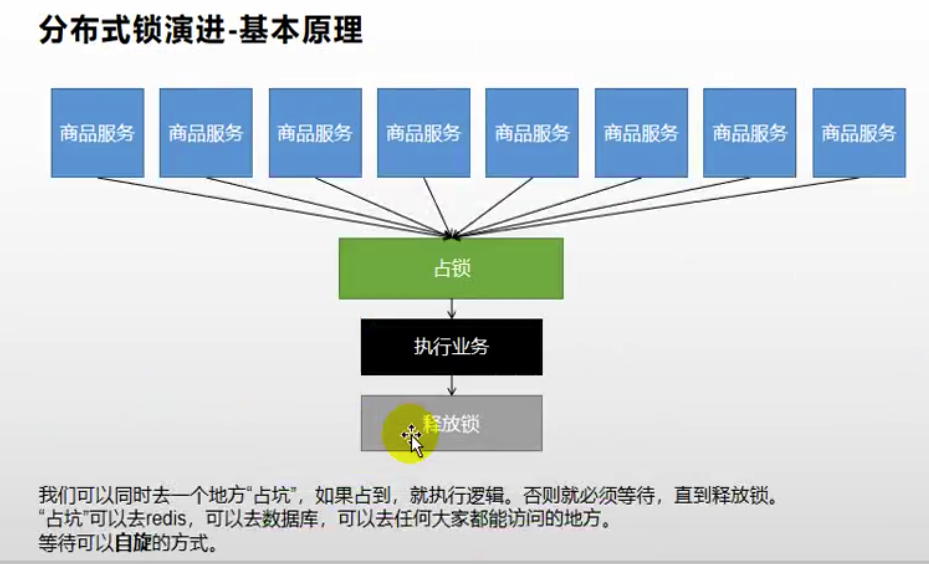 分布式锁演进-基本原理
商品服务 商品服务 商品服务 商品服务 商品服务 商品服务 商品服务 商品服务
占锁
执行业务
释放锁
我们可以同时去一个地方“占坑”，如果占到，就执行逻辑。否则就必须等待，直到释放锁。
“占坑”可以去redis，可以去数据库，可以去任何大家都能访问的地方。
等待可以自旋的方式。